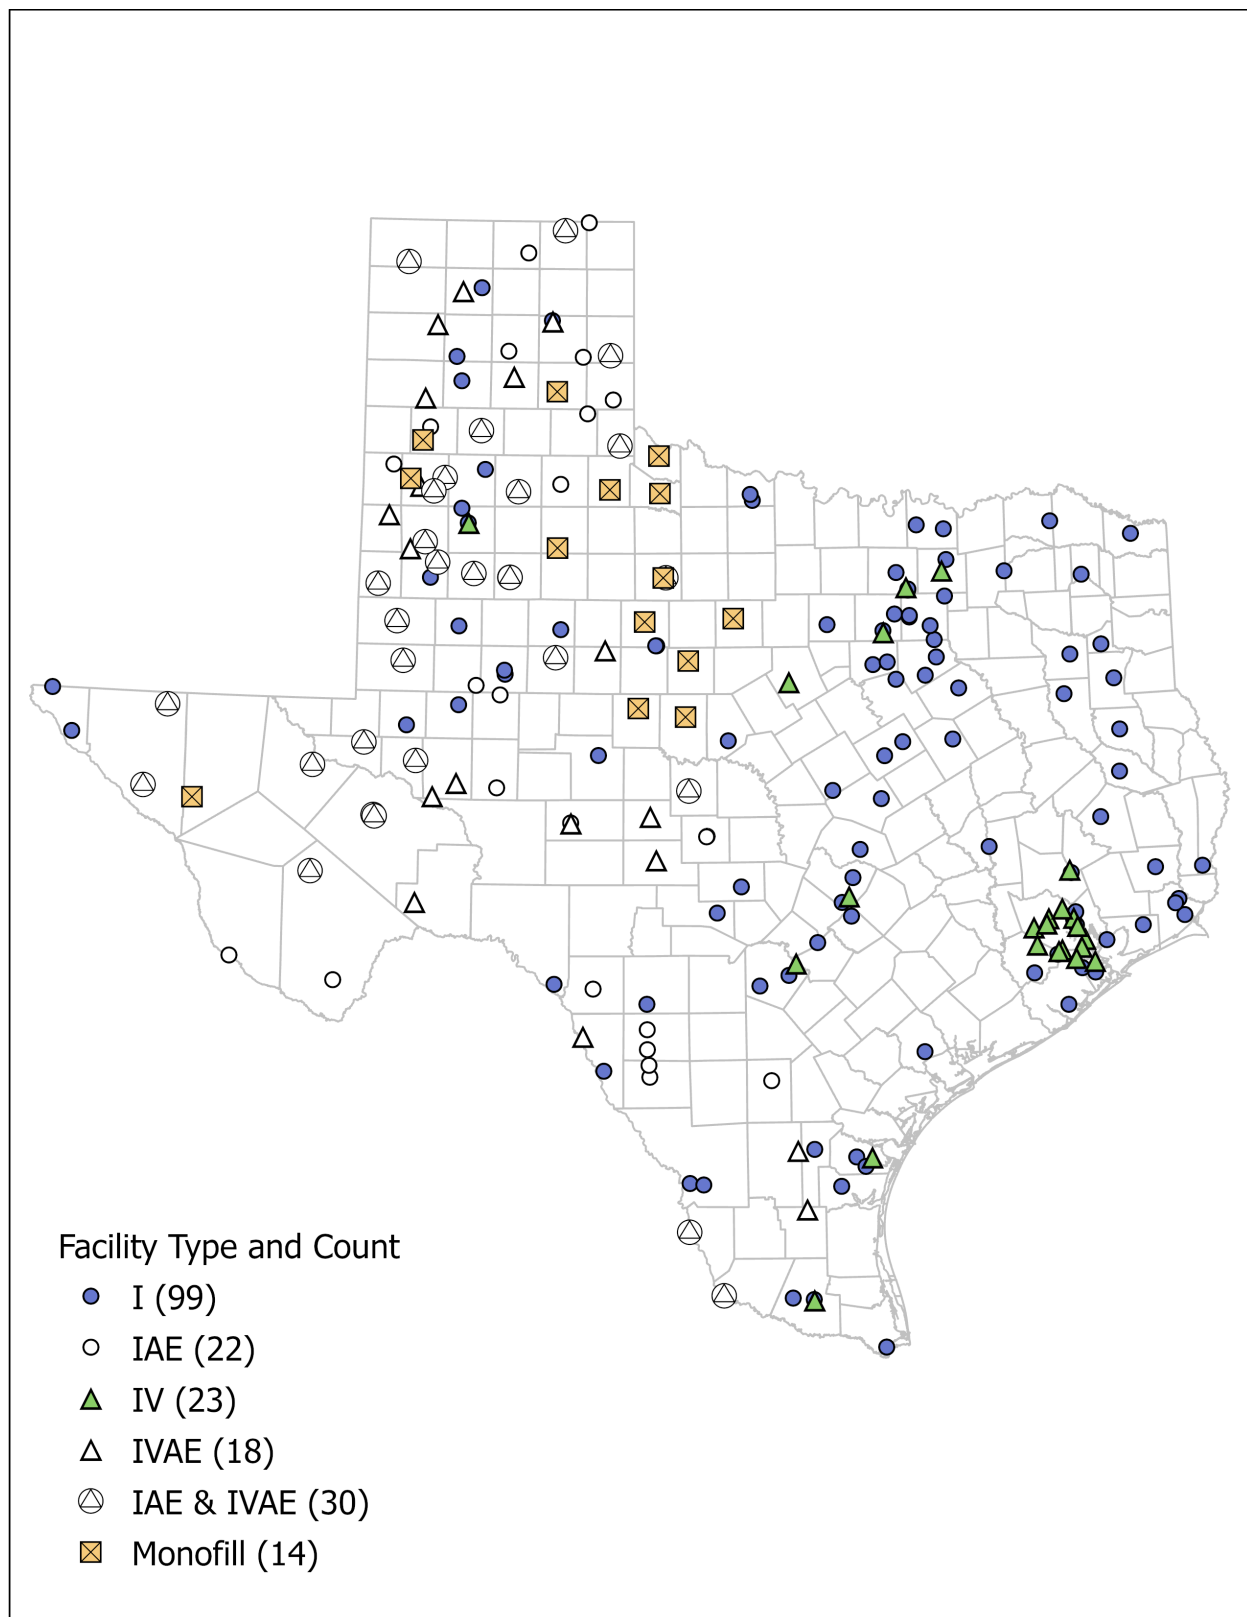 Facility Type and Count
I (99)
IAE (22)
IV (23)
IVAE (18)
IAE & IVAE (30)
Monofill (14)